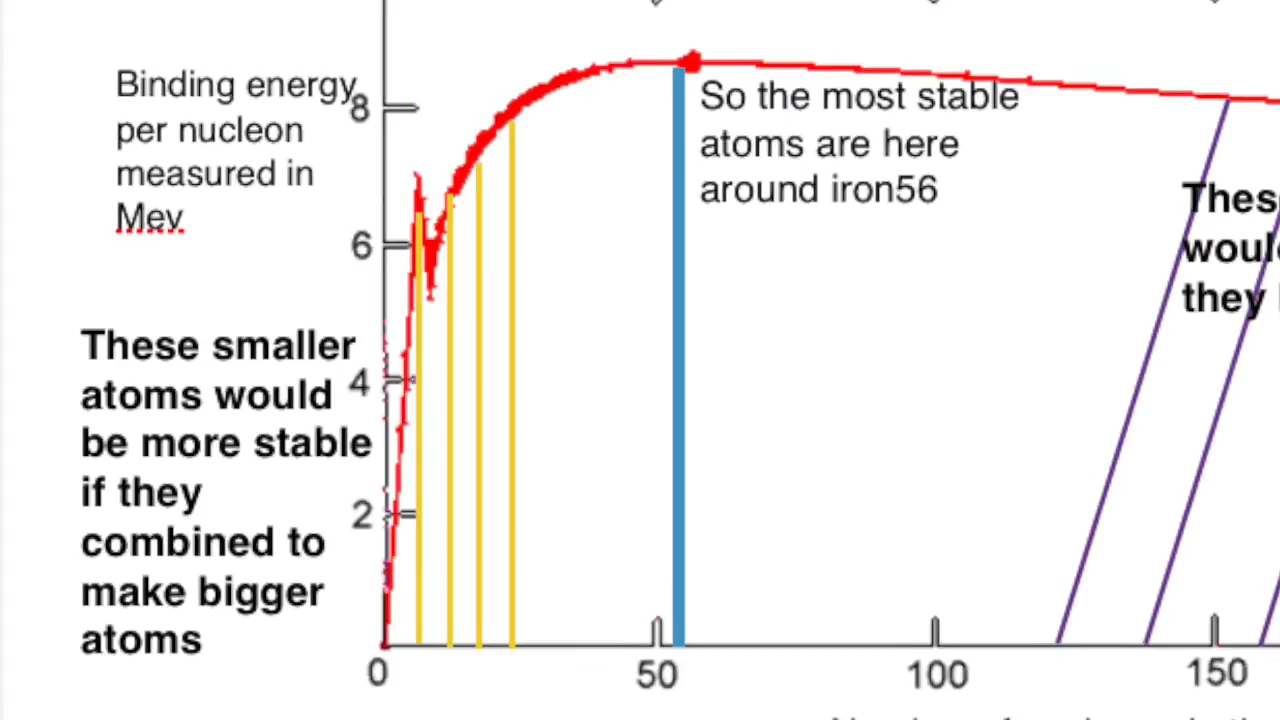 Binding energy
per nucleon
measured in
Mev
8
6
4
2
These smaller
atoms would
be more stable
if they
combined to
make bigger
atoms
So the most stable
atoms are here
around iron56
they
0
50
100
150